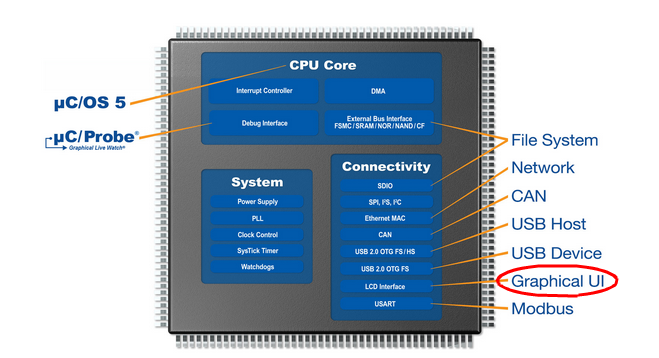 CPU Core
Interrupt Controller
DMA
Debug Interface
External Bus Interface
FSMC / SRAM / NOR / NAND / CF
µC/OS 5
µC/Probe®
Graphical Live Watch®
System
Power Supply
PLL
Clock Control
SysTick Timer
Watchdogs
Connectivity
SDIO
SPI, I²S, I²C
Ethernet MAC
CAN
USB 2.0 OTG FS/HS
USB 2.0 OTG FS
LCD Interface
USART
File System
Network
CAN
USB Host
USB Device
Graphical UI
Modbus